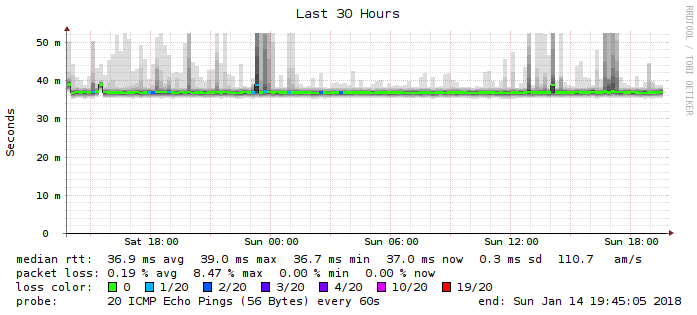 Last 30 Hours
RRDTOOL / TOBI OETIKER
Seconds
50 m
40 m
30 m
20 m
10 m
0
Sat 18:00 Sun 00:00 Sun 06:00 Sun 12:00 Sun 18:00
median rtt: 36.9 ms avg 39.0 ms max 36.7 ms min 37.0 ms now 0.3 ms sd 110.7 am/s
packet loss: 0.19 % avg 8.47 % max 0.00 % min 0.00 % now
loss color: 0 1/20 2/20 3/20 4/20 10/20 19/20
probe: 20 ICMP Echo Pings (56 Bytes) every 60s end: Sun Jan 14 19:45:05 2018